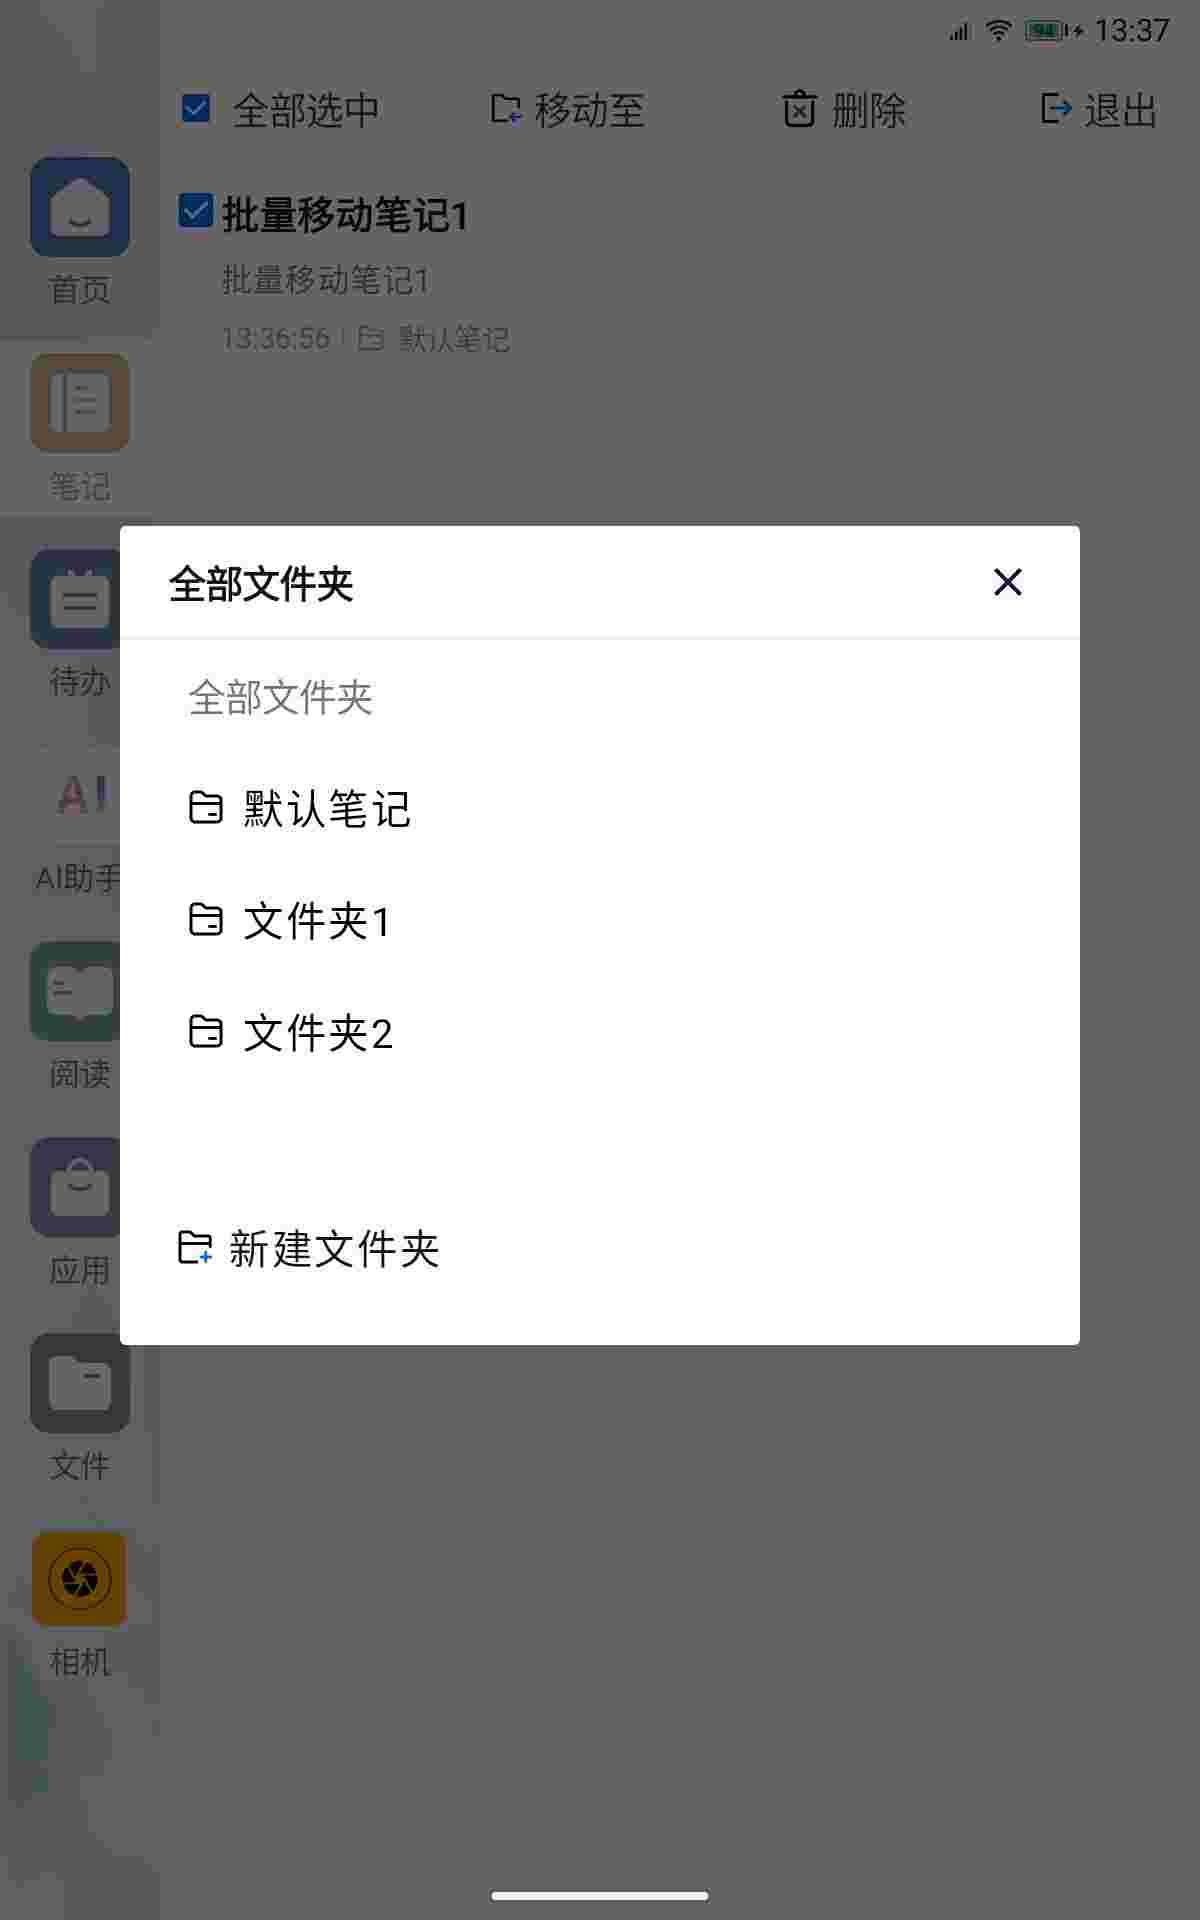 94 13:37
全部选中 移动至 删除 退出
批量移动笔记1
批量移动笔记1
13:36:56 | 默认笔记
首页
笔记
待办
AI
AI助手
阅读
应用
文件
相机
全部文件夹
全部文件夹
默认笔记
文件夹1
文件夹2
新建文件夹